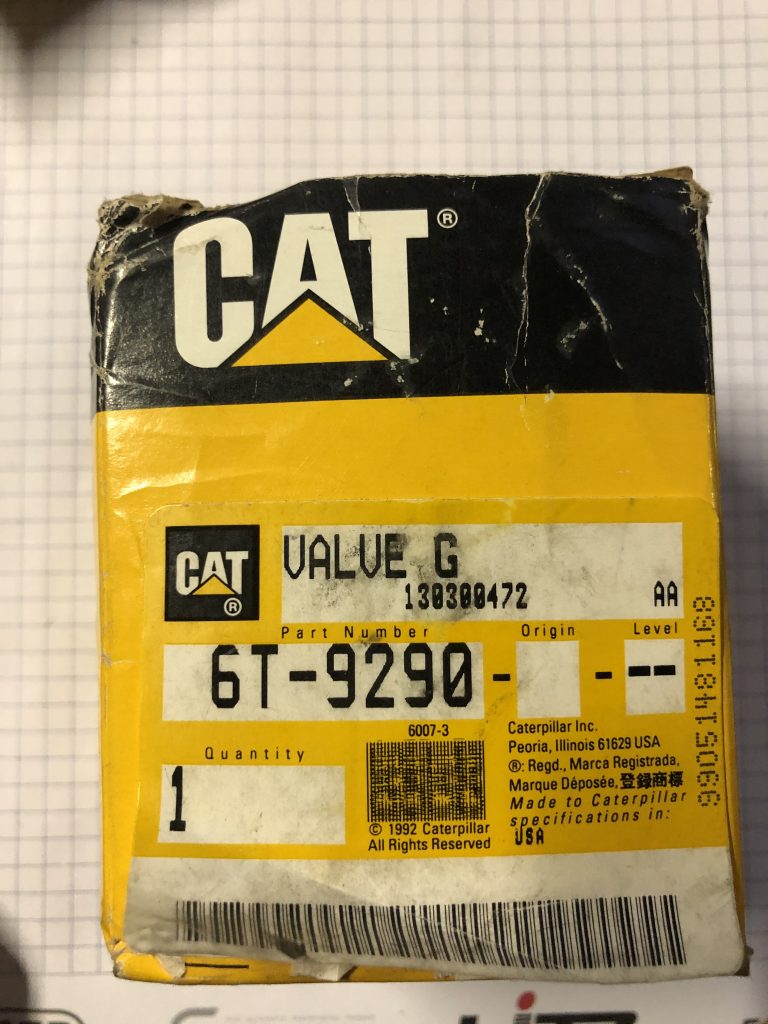 CAT®
CAT®
VALVE G
130300472 AA
Part Number Origin Level
6T-9290- - --
6007-3
Quantity
1
© 1992 Caterpillar
All Rights Reserved
Caterpillar Inc.
Peoria, Illinois 61629 USA
®: Regd., Marca Registrada,
Marque Déposée, 登録商標
Made to Caterpillar
specifications in:
USA